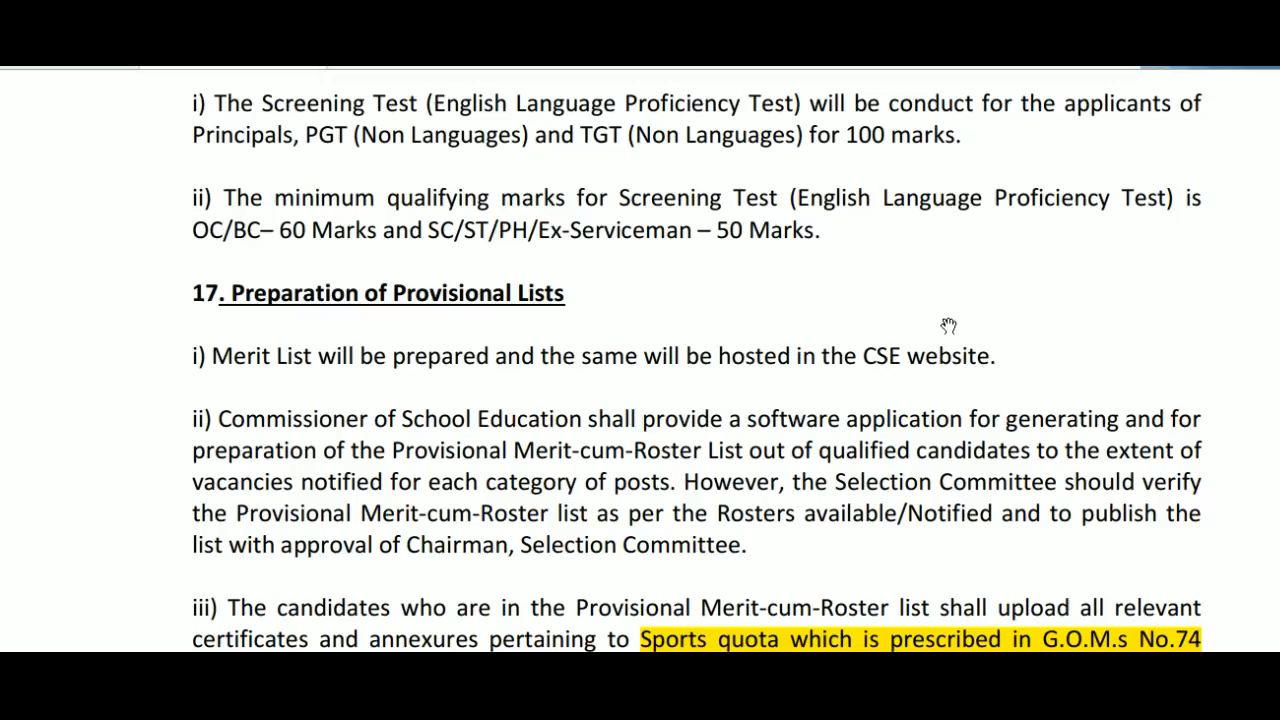 i) The Screening Test (English Language Proficiency Test) will be conduct for the applicants of
Principals, PGT (Non Languages) and TGT (Non Languages) for 100 marks.
ii) The minimum qualifying marks for Screening Test (English Language Proficiency Test) is
OC/BC– 60 Marks and SC/ST/PH/Ex-Serviceman – 50 Marks.
17. Preparation of Provisional Lists
i) Merit List will be prepared and the same will be hosted in the CSE website.
ii) Commissioner of School Education shall provide a software application for generating and for
preparation of the Provisional Merit-cum-Roster List out of qualified candidates to the extent of
vacancies notified for each category of posts. However, the Selection Committee should verify
the Provisional Merit-cum-Roster list as per the Rosters available/Notified and to publish the
list with approval of Chairman, Selection Committee.
iii) The candidates who are in the Provisional Merit-cum-Roster list shall upload all relevant
certificates and annexures pertaining to Sports quota which is prescribed in G.O.M.s No.74